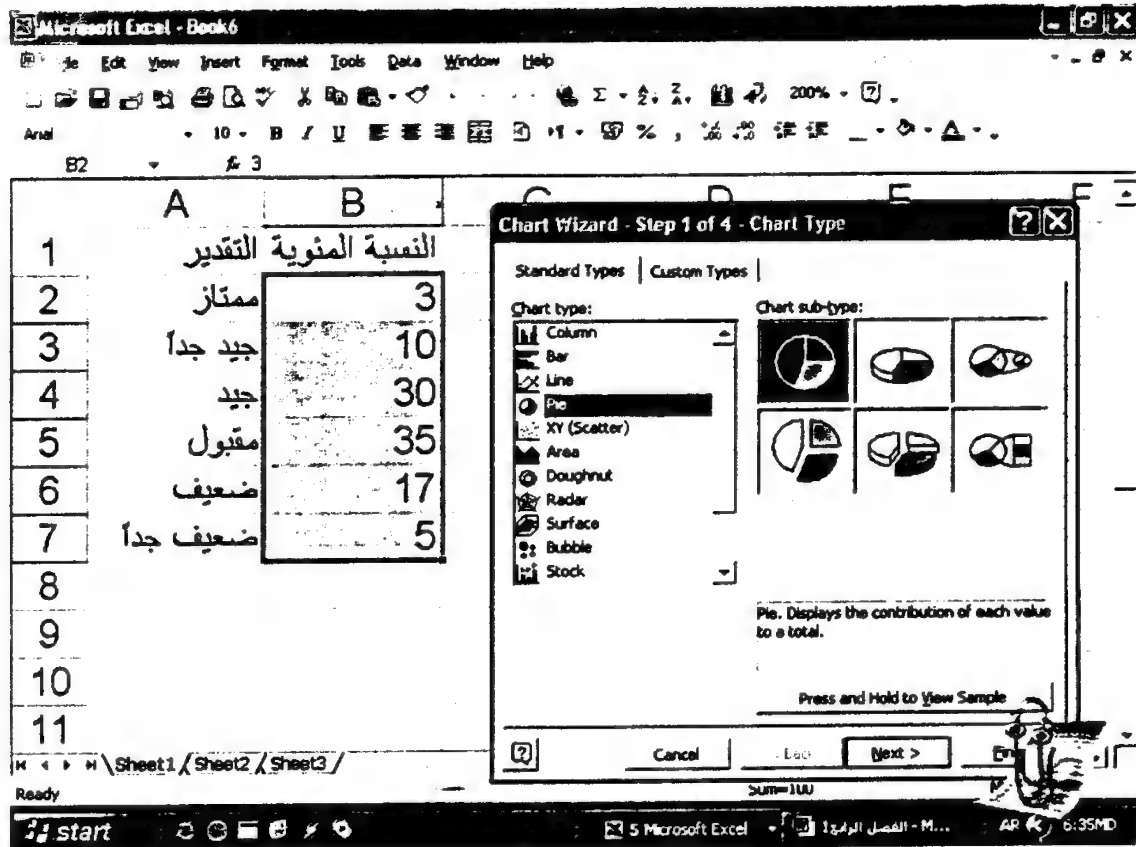 Microsoft Excel - Book6
Edit View Insert Format Tools Data Window Help
200%
Arial 10 B I U
B2 fx 3
A B C D E F
1 التقدير النسبة المئوية
2 ممتاز 3
3 جيد جداً 10
4 جيد 30
5 مقبول 35
6 ضعيف 17
7 ضعيف جداً 5
8
9
10
11
Chart Wizard - Step 1 of 4 - Chart Type
Standard Types Custom Types
Chart type:
Column
Bar
Line
Pie
XY (Scatter)
Area
Doughnut
Radar
Surface
Bubble
Stock
Chart sub-type:
Pie. Displays the contribution of each value
to a total.
Press and Hold to View Sample
Cancel Next >
Sheet1 Sheet2 Sheet3
Ready Sum=100
start 5 Microsoft Excel الفصل الرابع1 - M... AR 6:35MD